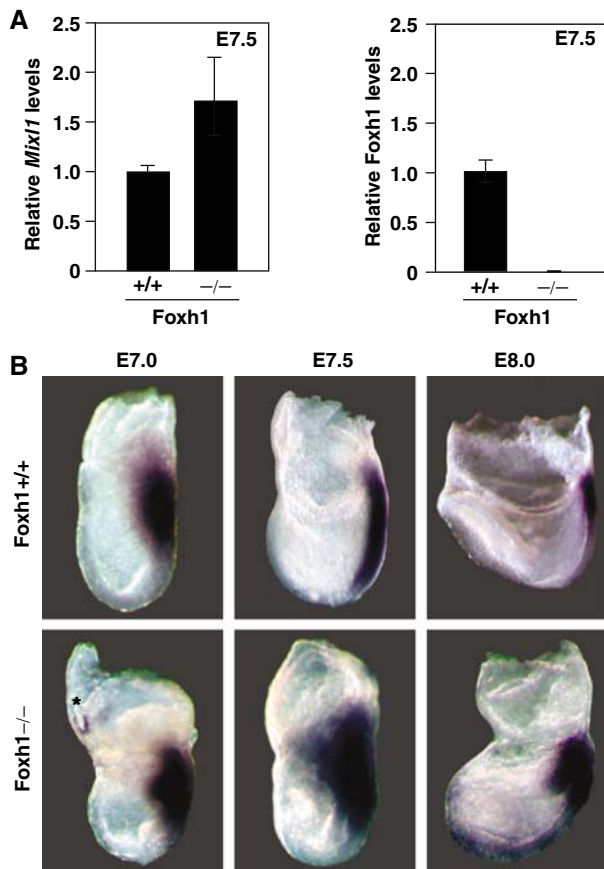 A
2.5
2.0
1.5
1.0
0.5
0
Relative Mixl1 levels
E7.5
+/+
−/−
Foxh1
2.5
2.0
1.5
1.0
0.5
0
Relative Foxh1 levels
E7.5
+/+
−/−
Foxh1
B
E7.0
E7.5
E8.0
Foxh1+/+
Foxh1−/−
*